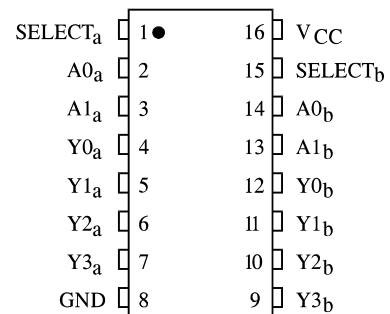 SELECTa 1 16 VCC
A0a 2 15 SELECTb
A1a 3 14 A0b
Y0a 4 13 A1b
Y1a 5 12 Y0b
Y2a 6 11 Y1b
Y3a 7 10 Y2b
GND 8 9 Y3b